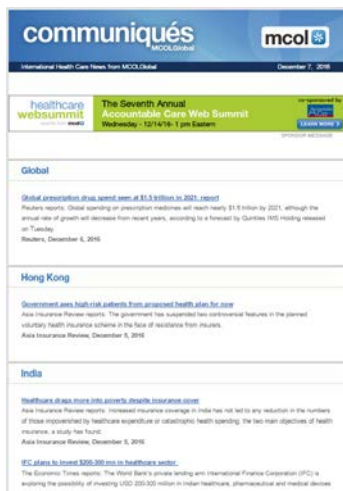 communiqués
MCOLGlobal
mcol
International Health Care News from MCOLGlobal
December 7, 2016
healthcare
websummit
The Seventh Annual
Accountable Care Web Summit
Wednesday - 12/14/16- 1 pm Eastern
co-sponsored by
LEARN MORE
SPONSOR MESSAGE
Global
Global prescription drug spend seen at $1.5 trillion in 2021: report
Reuters reports: Global spending on prescription medicines will reach nearly $1.5 trillion by 2021, although the
annual rate of growth will decrease from recent years, according to a forecast by Quintiles IMS Holding released
on Tuesday.
Reuters, December 6, 2016
Hong Kong
Government axes high-risk patients from proposed health plan for now
Asia Insurance Review reports: The government has suspended two controversial features in the planned
voluntary health insurance scheme in the face of resistance from insurers.
Asia Insurance Review, December 5, 2016
India
Healthcare drags more into poverty despite insurance cover
Asia Insurance Review reports: Increased insurance coverage in India has not led to any reduction in the numbers
of those impoverished by healthcare expenditure or catastrophic health spending, the two main objectives of health
insurance, a study has found.
Asia Insurance Review, December 5, 2016
IFC plans to invest $200-300 mn in healthcare sector
The Economic Times reports: The World Bank's private lending arm International Finance Corporation (IFC) is
exploring the possibility of investing USD 200-300 million in Indian healthcare, pharmaceutical and medical devices